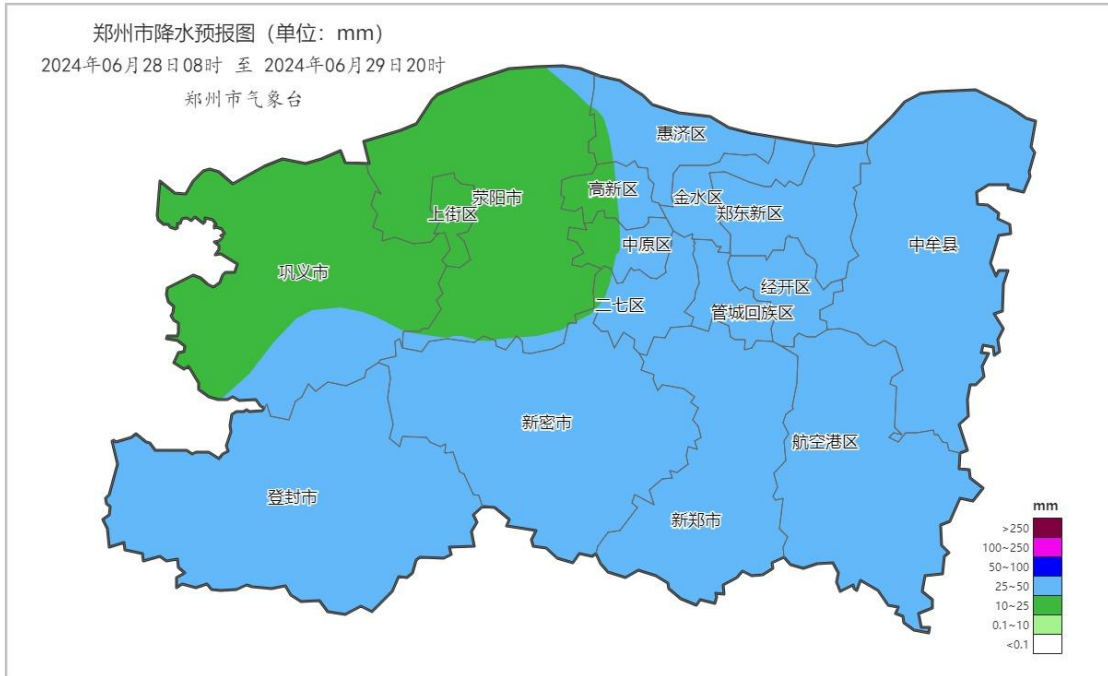 郑州市降水预报图（单位：mm）
2024年06月28日08时 至 2024年06月29日20时
郑州市气象台
惠济区
高新区
荥阳市
金水区
上街区
郑东新区
中原区
中牟县
巩义市
经开区
二七区
管城回族区
新密市
航空港区
登封市
新郑市
mm
>250
100~250
50~100
25~50
10~25
0.1~10
<0.1